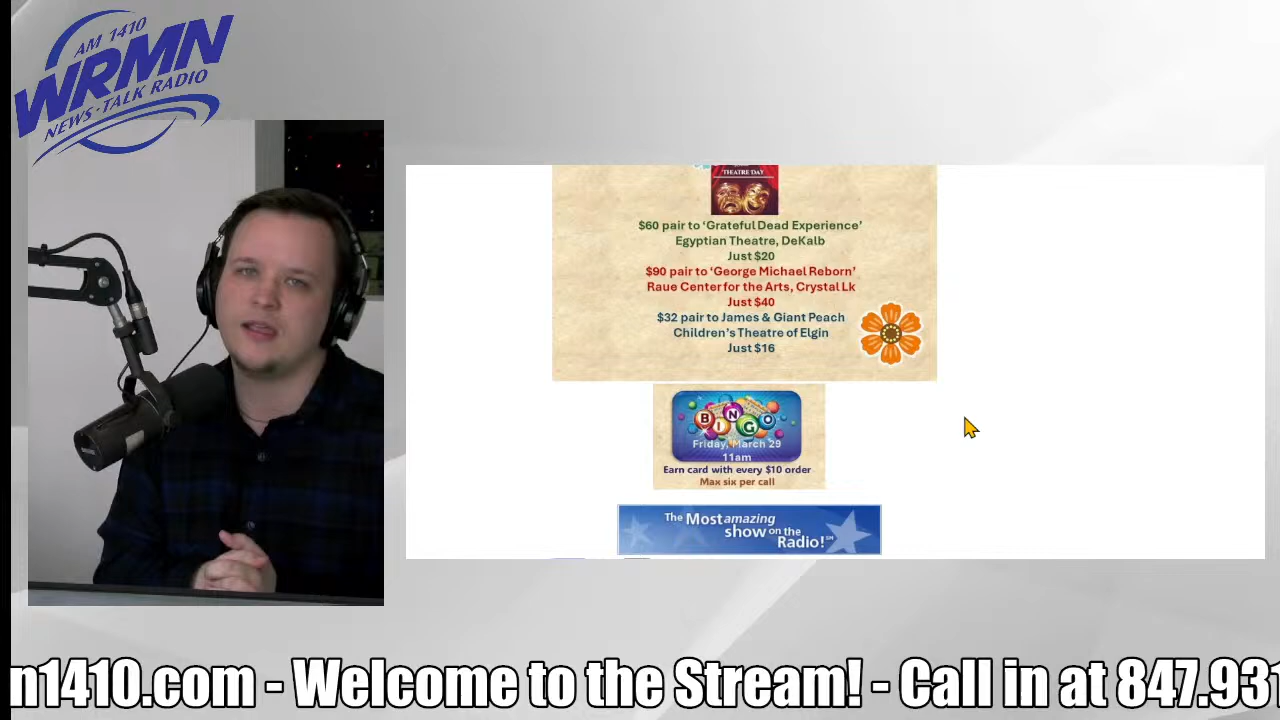 AM 1410
WRMN
NEWS·TALK RADIO
THEATRE DAY
$60 pair to ‘Grateful Dead Experience’
Egyptian Theatre, DeKalb
Just $20
$90 pair to ‘George Michael Reborn’
Raue Center for the Arts, Crystal Lk
Just $40
$32 pair to James & Giant Peach
Children’s Theatre of Elgin
Just $16
BINGO
Friday, March 29
11am
Earn card with every $10 order
Max six per call
The Most amazing
show on the
Radio! SM
n1410.com - Welcome to the Stream! - Call in at 847.931